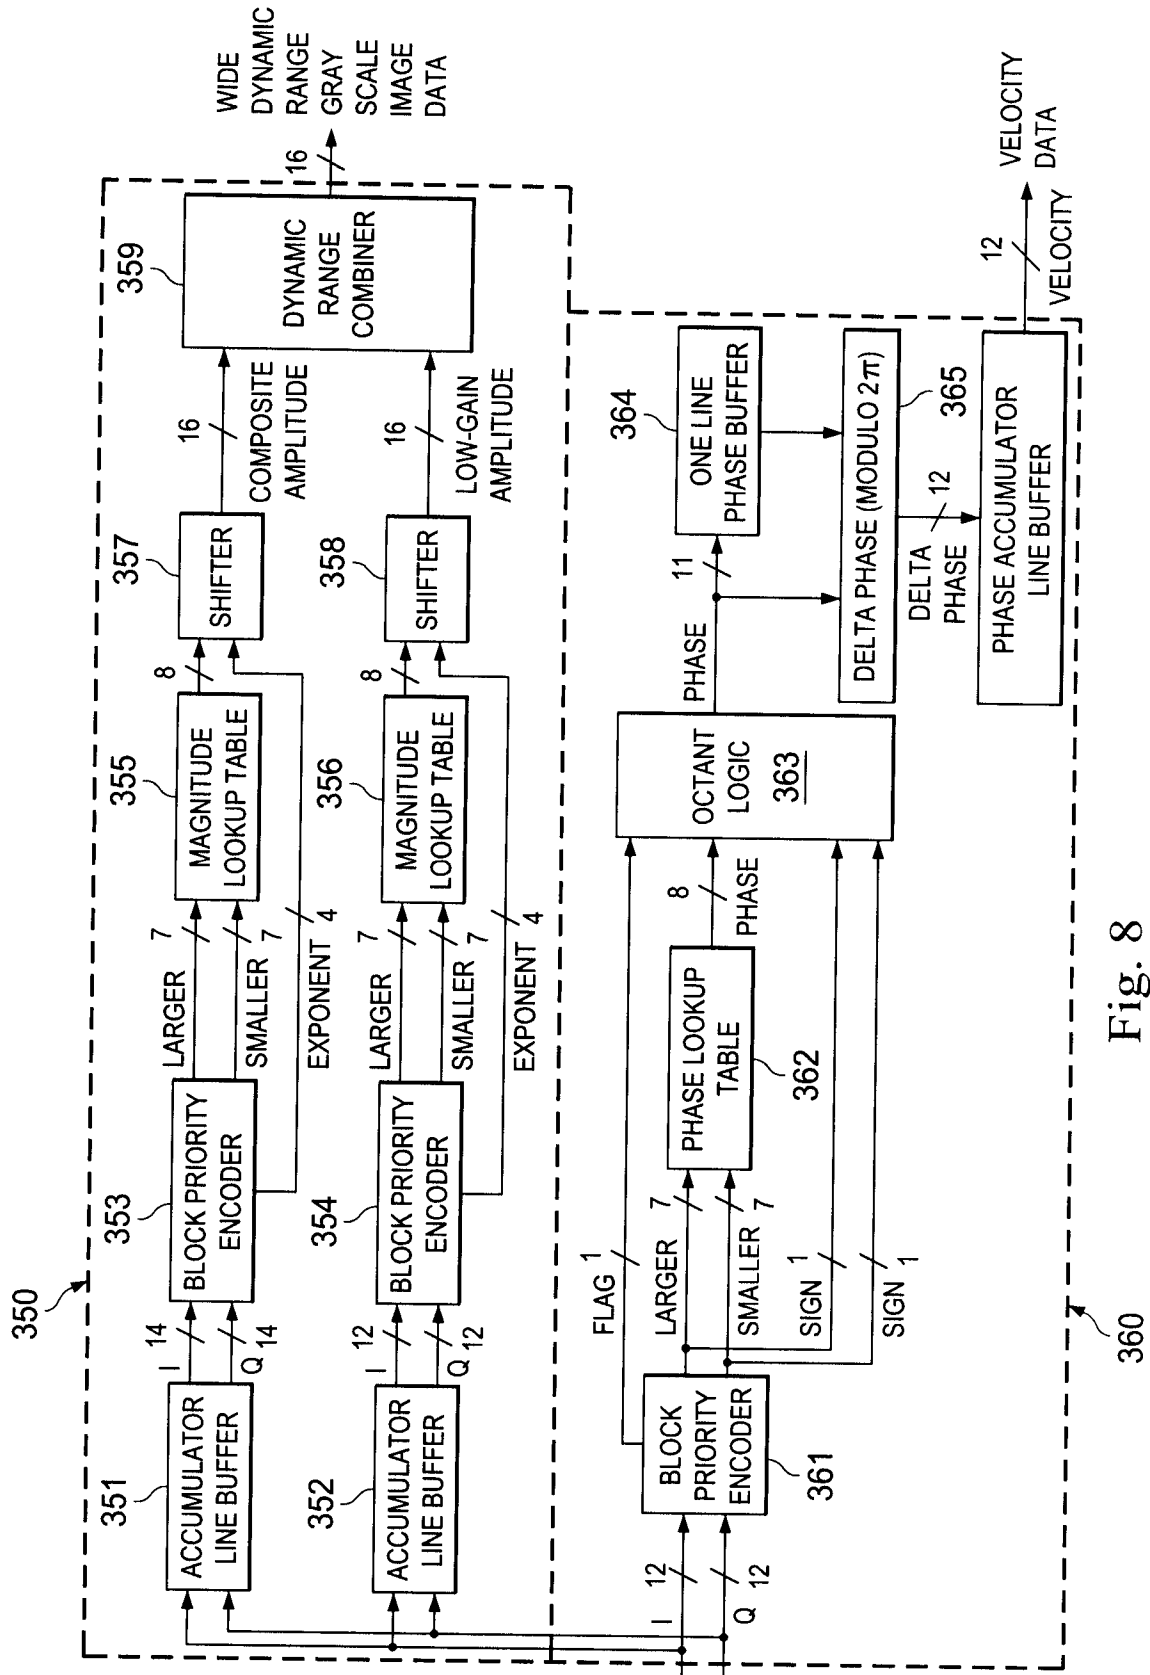 350
351
ACCUMULATOR
LINE BUFFER
I
14
Q
14
353
BLOCK PRIORITY
ENCODER
LARGER
7
SMALLER
7
EXPONENT
4
355
MAGNITUDE
LOOKUP TABLE
8
357
SHIFTER
16
COMPOSITE
AMPLITUDE
359
DYNAMIC
RANGE
COMBINER
16
WIDE
DYNAMIC
RANGE
GRAY
SCALE
IMAGE
DATA
352
ACCUMULATOR
LINE BUFFER
I
12
Q
12
354
BLOCK PRIORITY
ENCODER
LARGER
7
SMALLER
7
EXPONENT
4
356
MAGNITUDE
LOOKUP TABLE
8
358
SHIFTER
16
LOW-GAIN
AMPLITUDE
I
12
Q
12
BLOCK
PRIORITY
ENCODER
361
FLAG
1
LARGER
7
SMALLER
7
SIGN
1
SIGN
1
PHASE LOOKUP
TABLE
362
8
PHASE
OCTANT
LOGIC
363
PHASE
11
364
ONE LINE
PHASE BUFFER
DELTA PHASE (MODULO 2π)
365
DELTA
PHASE
12
PHASE ACCUMULATOR
LINE BUFFER
12
VELOCITY
VELOCITY
DATA
360
Fig. 8